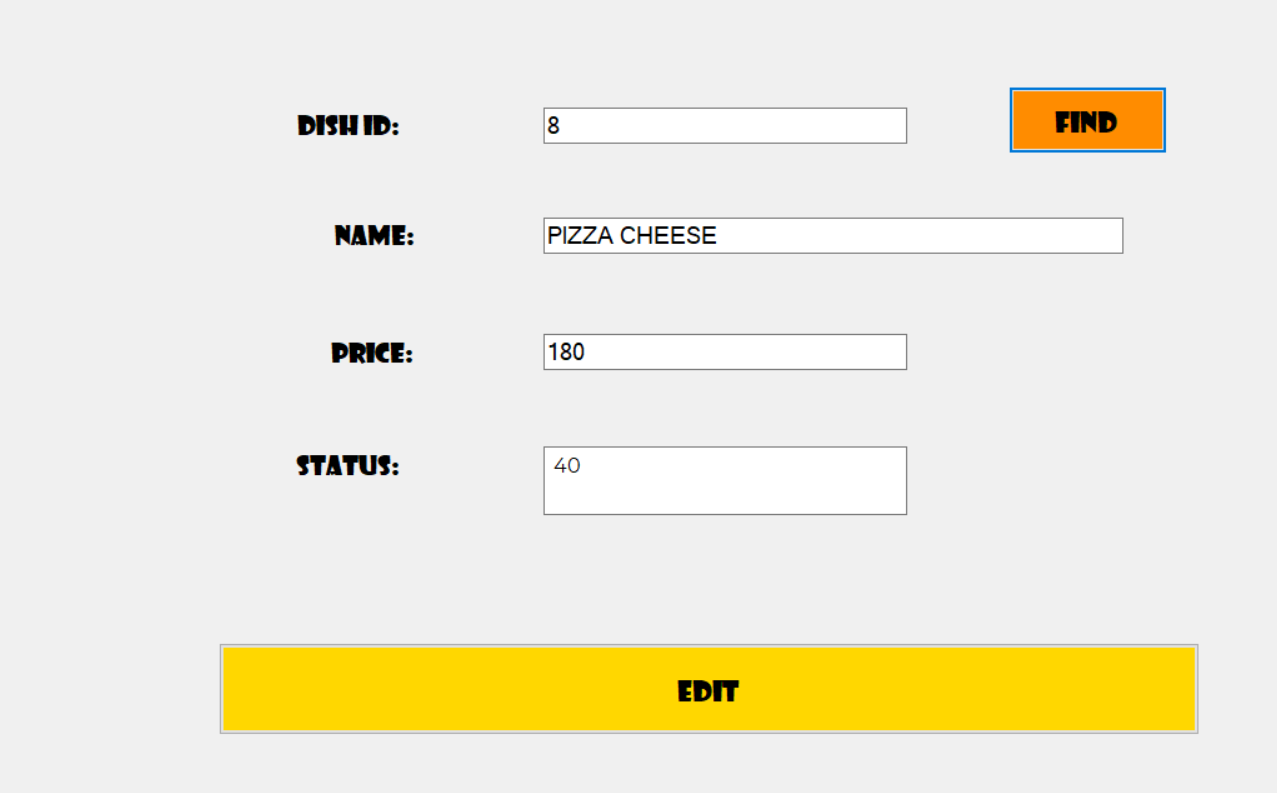 DISH ID: 8 FIND
NAME: PIZZA CHEESE
PRICE: 180
STATUS: 40
EDIT